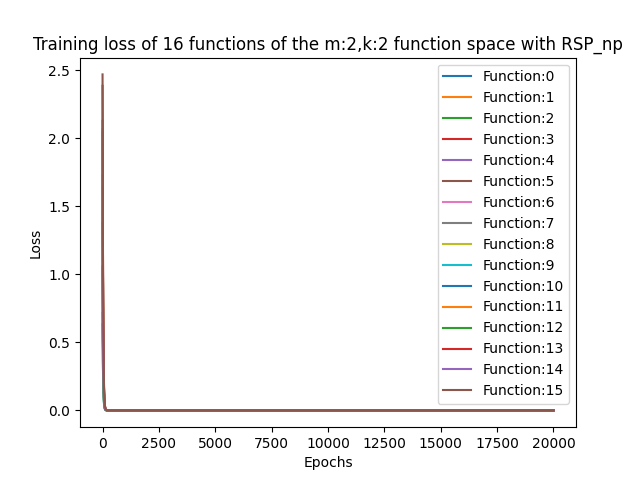 Training loss of 16 functions of the m:2,k:2 function space with RSP_np
2.5
2.0
1.5
1.0
0.5
0.0
Loss
Function:0
Function:1
Function:2
Function:3
Function:4
Function:5
Function:6
Function:7
Function:8
Function:9
Function:10
Function:11
Function:12
Function:13
Function:14
Function:15
0 2500 5000 7500 10000 12500 15000 17500 20000
Epochs